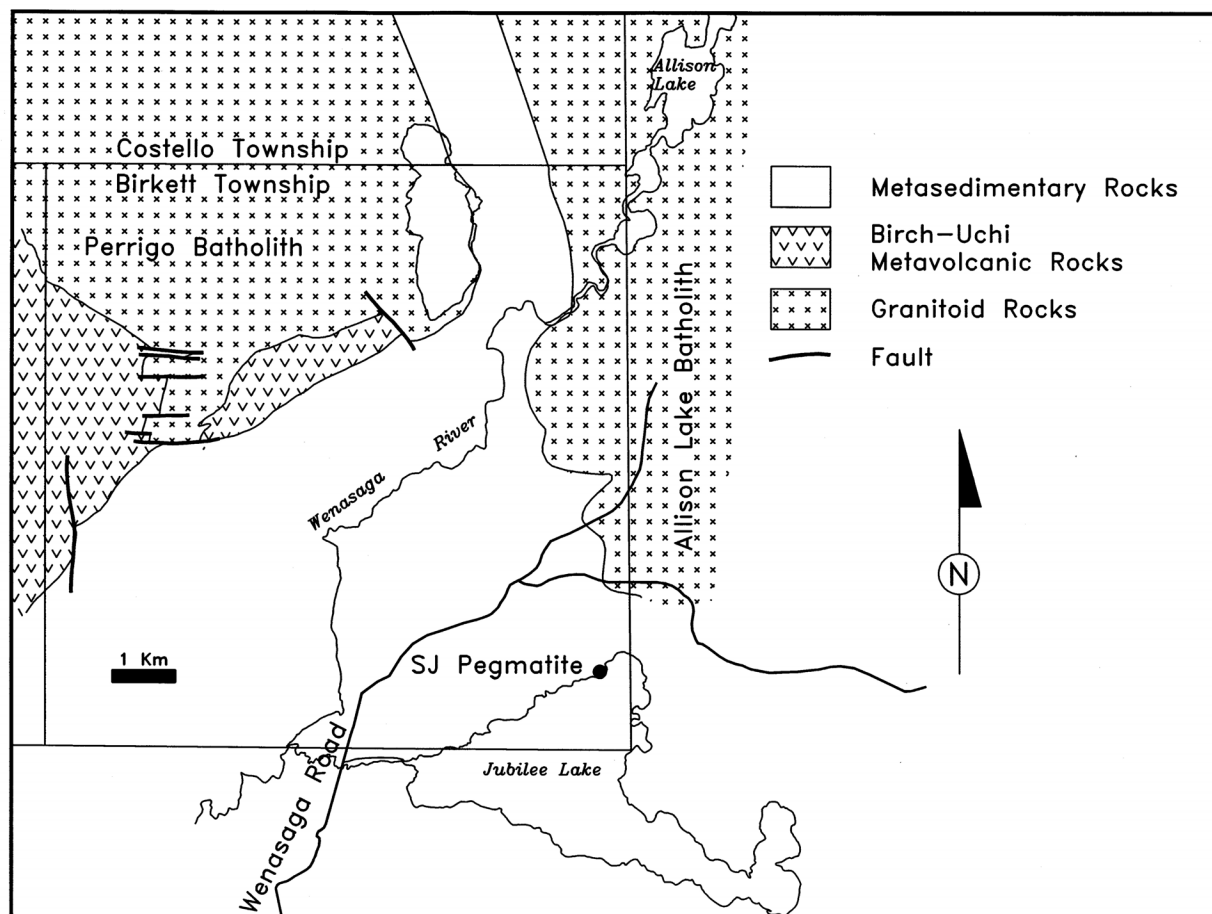 Allison
Lake
Costello Township
Birkett Township
Perrigo Batholith
Allison Lake Batholith
Wenasaga
River
1 Km
SJ Pegmatite
Wenasaga Road
Jubilee Lake
Metasedimentary Rocks
Birch-Uchi
Metavolcanic Rocks
Granitoid Rocks
Fault
N